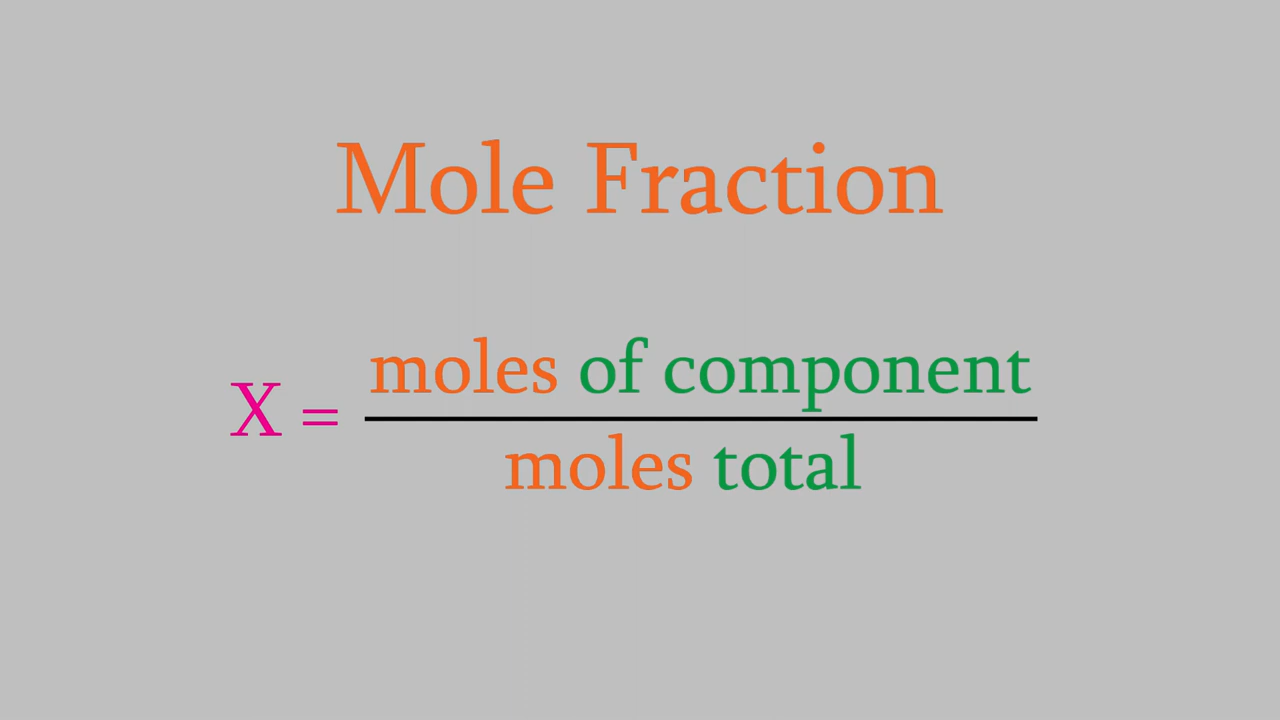 Mole Fraction
moles of component
X =
moles total